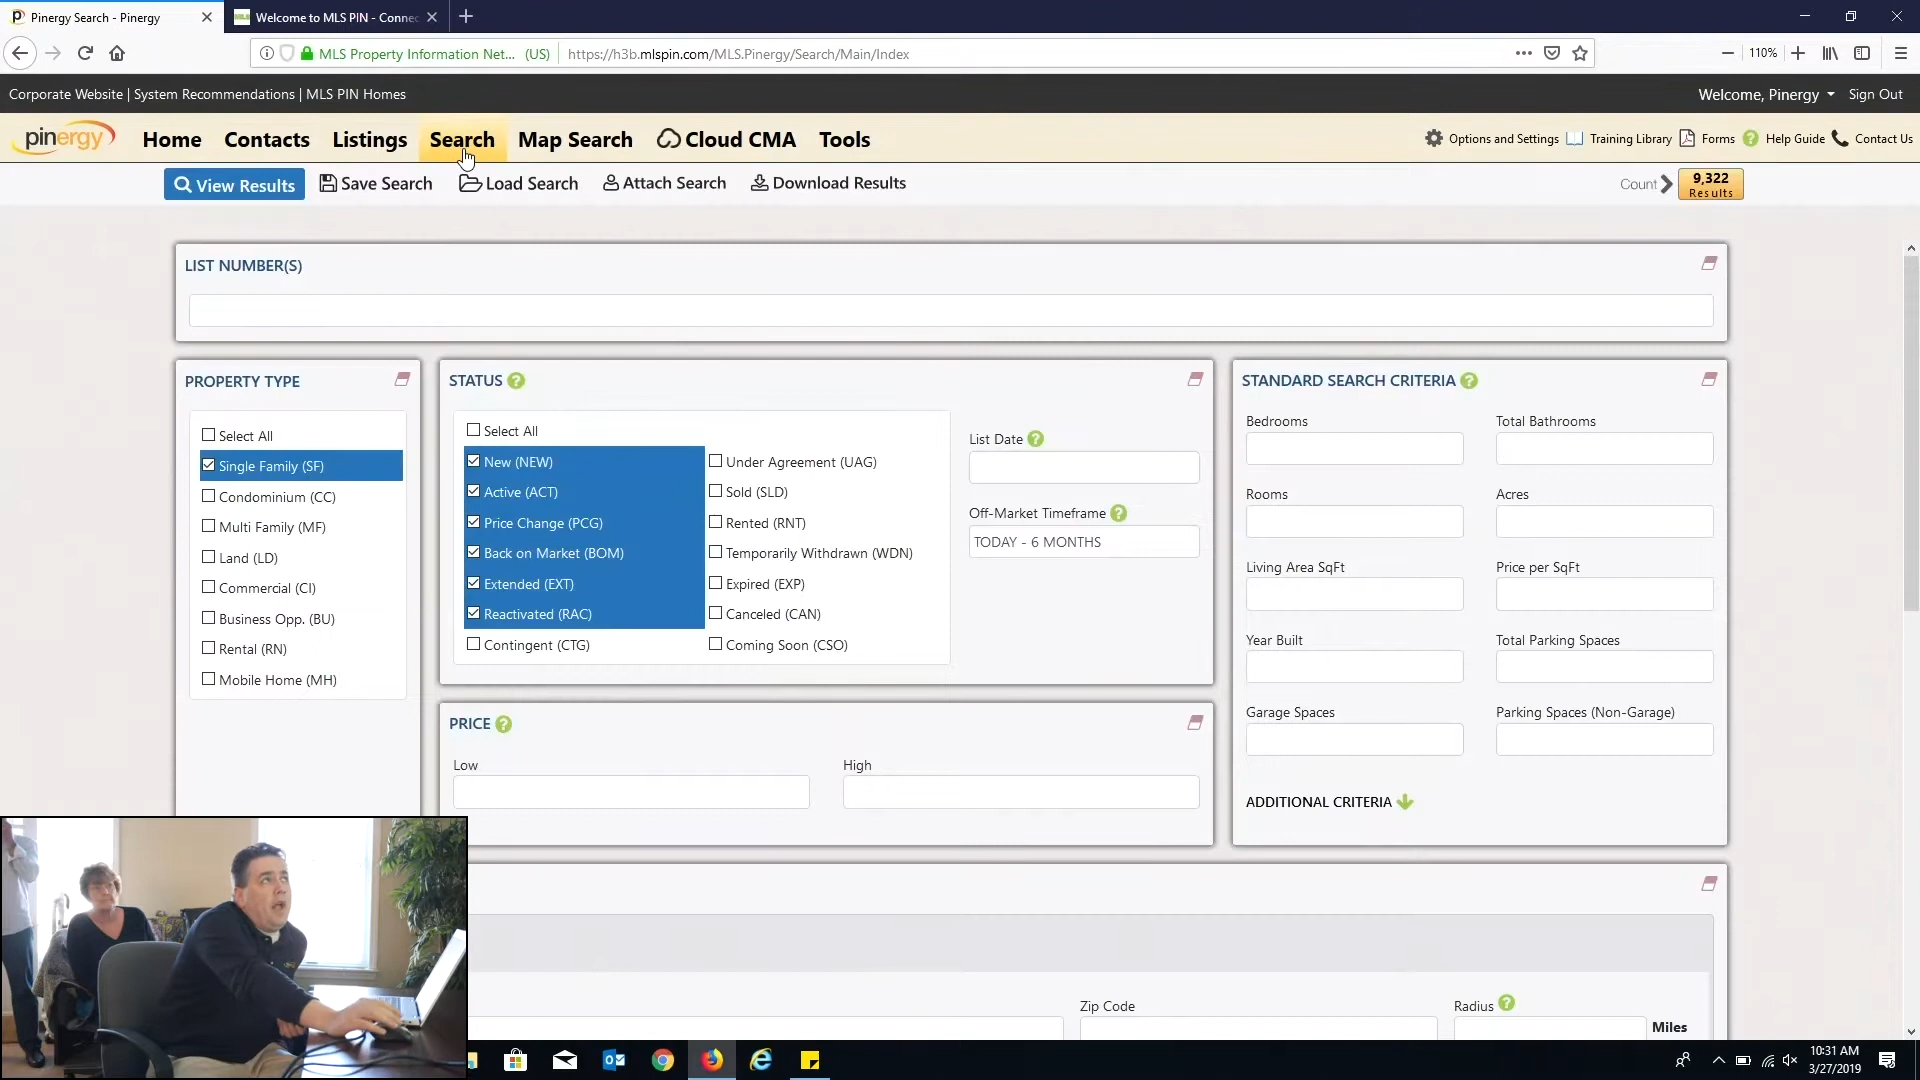 Pinergy Search - Pinergy
Welcome to MLS PIN - Connec
MLS Property Information Net... (US)
https://h3b.mlspin.com/MLS.Pinergy/Search/Main/Index
110%
Corporate Website | System Recommendations | MLS PIN Homes
Welcome, Pinergy
Sign Out
pinergy
Home
Contacts
Listings
Search
Map Search
Cloud CMA
Tools
Options and Settings
Training Library
Forms
Help Guide
Contact Us
View Results
Save Search
Load Search
Attach Search
Download Results
Count
9,322
Results
LIST NUMBER(S)
PROPERTY TYPE
Select All
Single Family (SF)
Condominium (CC)
Multi Family (MF)
Land (LD)
Commercial (CI)
Business Opp. (BU)
Rental (RN)
Mobile Home (MH)
STATUS
Select All
New (NEW)
Active (ACT)
Price Change (PCG)
Back on Market (BOM)
Extended (EXT)
Reactivated (RAC)
Contingent (CTG)
Under Agreement (UAG)
Sold (SLD)
Rented (RNT)
Temporarily Withdrawn (WDN)
Expired (EXP)
Canceled (CAN)
Coming Soon (CSO)
List Date
Off-Market Timeframe
TODAY - 6 MONTHS
PRICE
Low
High
STANDARD SEARCH CRITERIA
Bedrooms
Total Bathrooms
Rooms
Acres
Living Area SqFt
Price per SqFt
Year Built
Total Parking Spaces
Garage Spaces
Parking Spaces (Non-Garage)
ADDITIONAL CRITERIA
Zip Code
Radius
Miles
10:31 AM
3/27/2019